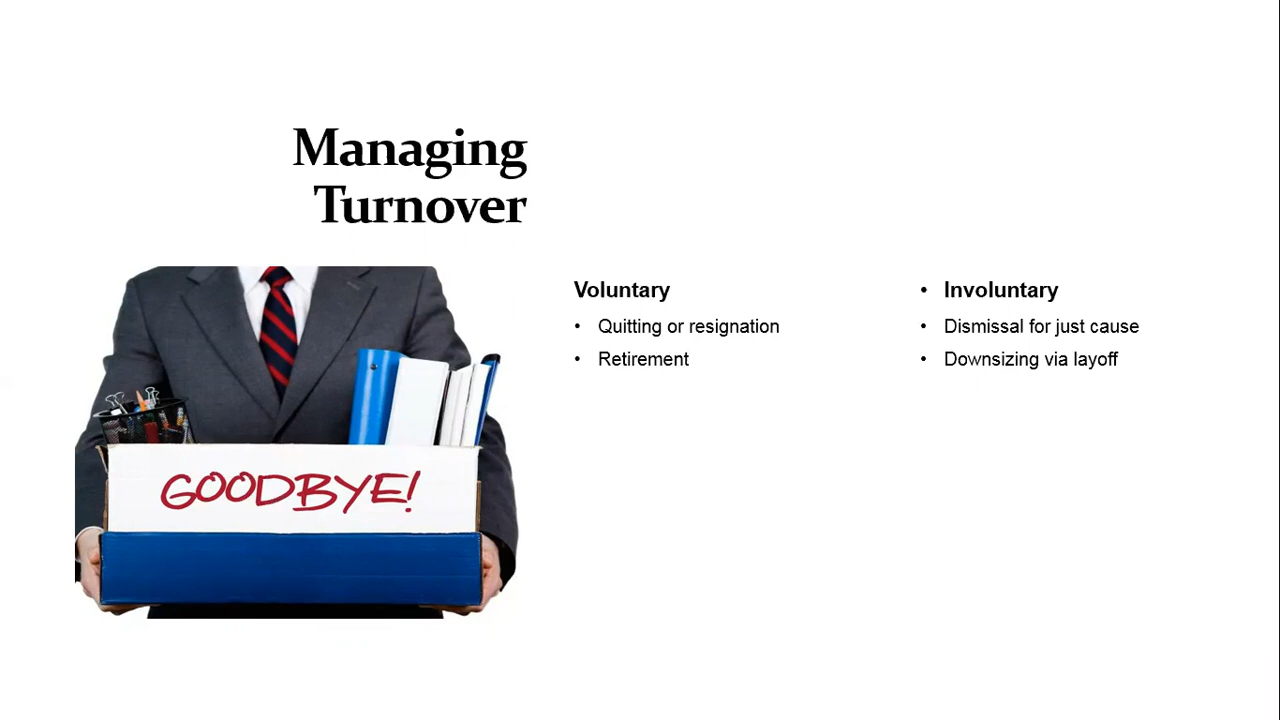 Managing
Turnover
GOODBYE!
Voluntary
• Quitting or resignation
• Retirement
• Involuntary
• Dismissal for just cause
• Downsizing via layoff